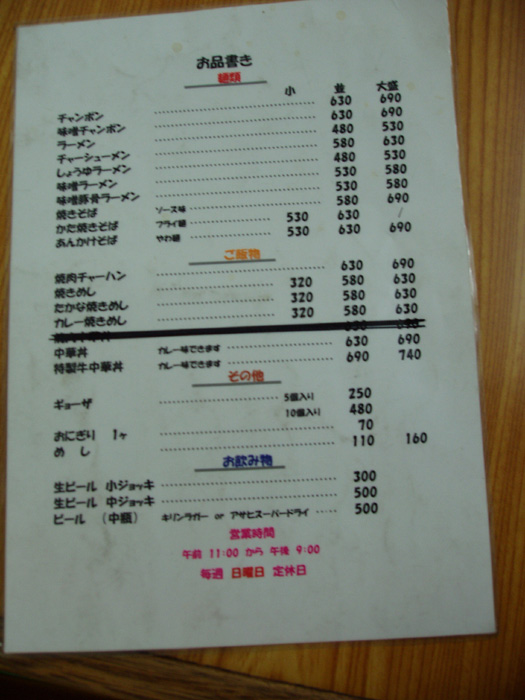 お品書き
麺類
小 並 大盛
チャンポン 630 690
味噌チャンポン 630 690
ラーメン 480 530
チャーシューメン 580 630
しょうゆラーメン 480 530
味噌ラーメン 530 580
味噌豚骨ラーメン 530 580
焼きそば ソース味 580 690
かた焼きそば フライ麺 530 630
あんかけそば やわ麺 530 630 690
ご飯物
焼肉チャーハン 630 690
焼きめし 320 580 630
たかな焼きめし 320 580 630
カレー焼きめし 320 580 630
中華丼 カレー味できます 630 690
特製牛中華丼 カレー味できます 690 740
その他
ギョーザ 5個入り 250
10個入り 480
おにぎり 1ヶ 70
めし 110 160
お飲み物
生ビール 小ジョッキ 300
生ビール 中ジョッキ 500
ビール (中瓶) キリンラガー or アサヒスーパードライ 500
営業時間
午前 11:00 から 午後 9:00
毎週 日曜日 定休日